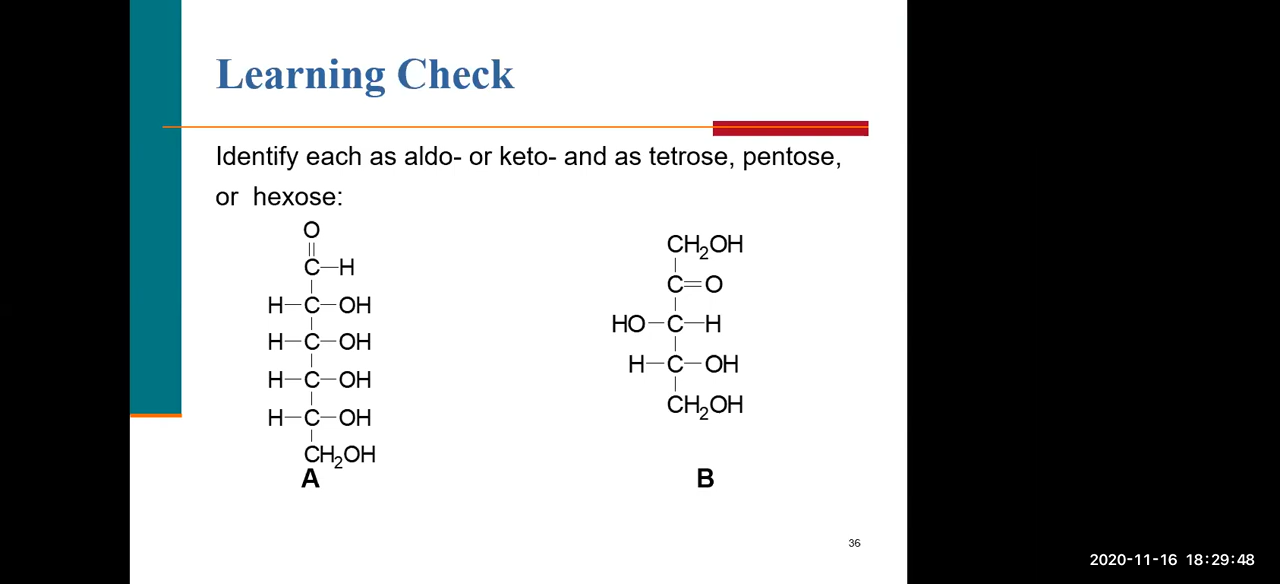 Learning Check
Identify each as aldo- or keto- and as tetrose, pentose,
or hexose:
O
C H
H C OH
H C OH
H C OH
H C OH
CH2OH
A
CH2OH
C=O
HO C H
H C OH
CH2OH
B
36
2020-11-16 18:29:48